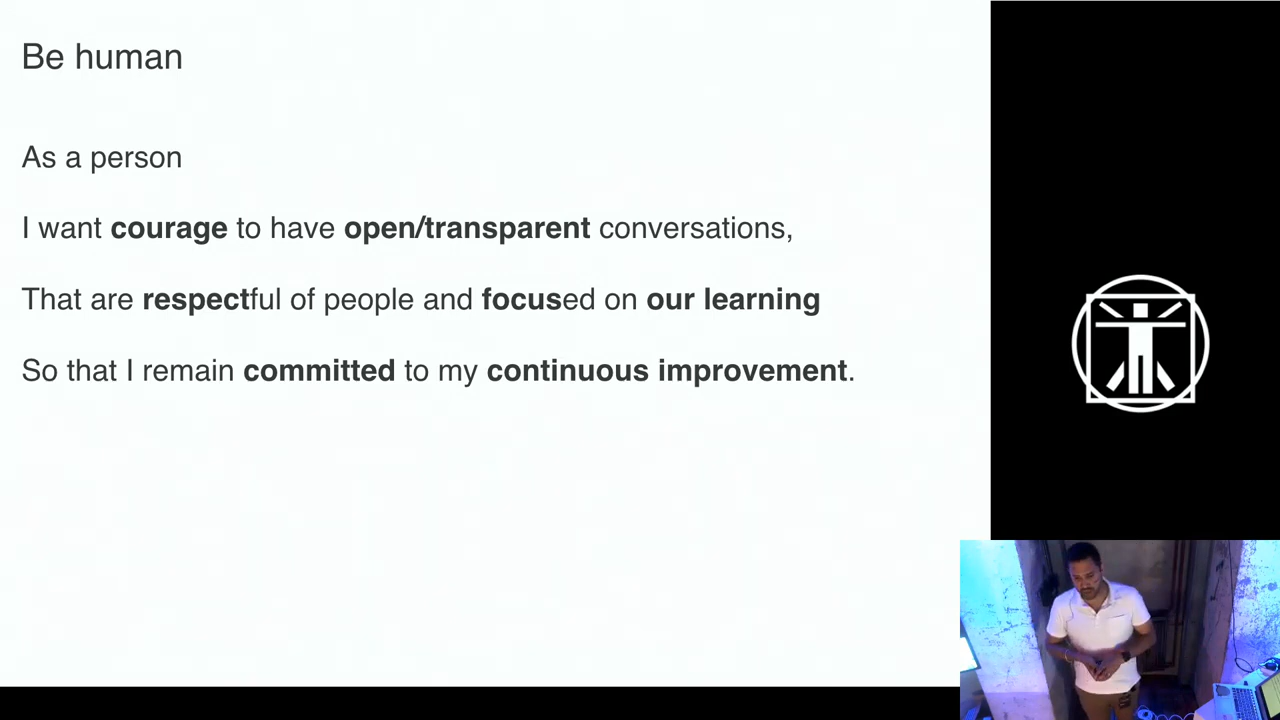 Be human
As a person
I want courage to have open/transparent conversations,
That are respectful of people and focused on our learning
So that I remain committed to my continuous improvement.